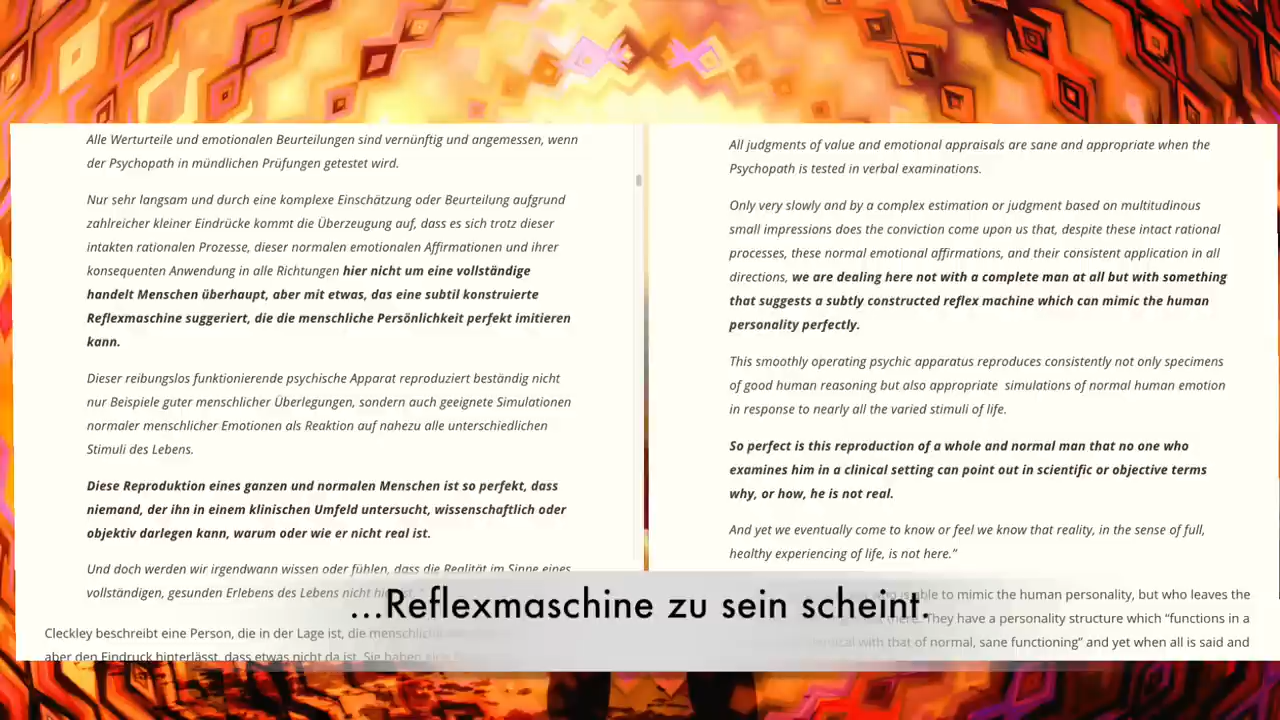 Alle Werturteile und emotionalen Beurteilungen sind vernünftig und angemessen, wenn
der Psychopath in mündlichen Prüfungen getestet wird.
Nur sehr langsam und durch eine komplexe Einschätzung oder Beurteilung aufgrund
zahlreicher kleiner Eindrücke kommt die Überzeugung auf, dass es sich trotz dieser
intakten rationalen Prozesse, dieser normalen emotionalen Affirmationen und ihrer
konsequenten Anwendung in alle Richtungen hier nicht um eine vollständige
handelt Menschen überhaupt, aber mit etwas, das eine subtil konstruierte
Reflexmaschine suggeriert, die die menschliche Persönlichkeit perfekt imitieren
kann.
Dieser reibungslos funktionierende psychische Apparat reproduziert beständig nicht
nur Beispiele guter menschlicher Überlegungen, sondern auch geeignete Simulationen
normaler menschlicher Emotionen als Reaktion auf nahezu alle unterschiedlichen
Stimuli des Lebens.
Diese Reproduktion eines ganzen und normalen Menschen ist so perfekt, dass
niemand, der ihn in einem klinischen Umfeld untersucht, wissenschaftlich oder
objektiv darlegen kann, warum oder wie er nicht real ist.
Und doch werden wir irgendwann wissen oder fühlen, dass die Realität im Sinne eines
vollständigen, gesunden Erlebens des Lebens nicht
Cleckley beschreibt eine Person, die in der Lage ist, die
aber den Eindruck hinterlässt, dass etwas nicht da ist. Sie haben
All judgments of value and emotional appraisals are sane and appropriate when the
Psychopath is tested in verbal examinations.
Only very slowly and by a complex estimation or judgment based on multitudinous
small impressions does the conviction come upon us that, despite these intact rational
processes, these normal emotional affirmations, and their consistent application in all
directions, we are dealing here not with a complete man at all but with something
that suggests a subtly constructed reflex machine which can mimic the human
personality perfectly.
This smoothly operating psychic apparatus reproduces consistently not only specimens
of good human reasoning but also appropriate simulations of normal human emotion
in response to nearly all the varied stimuli of life.
So perfect is this reproduction of a whole and normal man that no one who
examines him in a clinical setting can point out in scientific or objective terms
why, or how, he is not real.
And yet we eventually come to know or feel we know that reality, in the sense of full,
healthy experiencing of life, is not here.”
is able to mimic the human personality, but who leaves the
there. They have a personality structure which “functions in a
with that of normal, sane functioning” and yet when all is said and
...Reflexmaschine zu sein scheint.